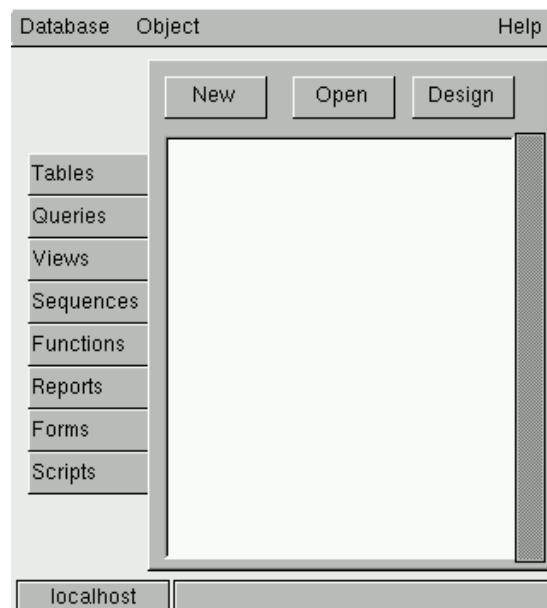 Database Object Help
New Open Design
Tables
Queries
Views
Sequences
Functions
Reports
Forms
Scripts
localhost